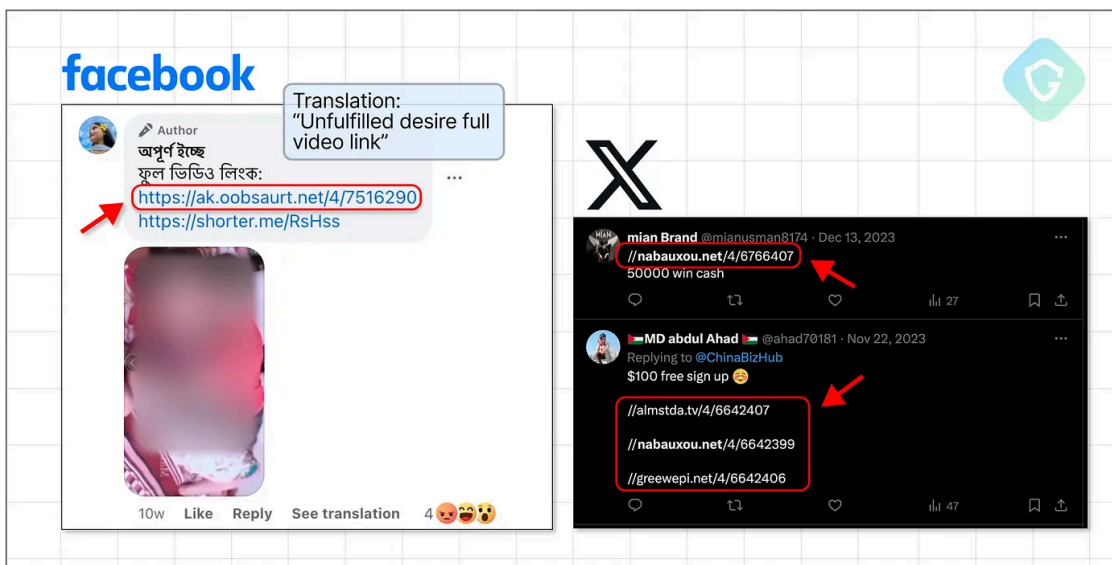 facebook
Translation:
“Unfulfilled desire full
video link”
Author
অপূর্ণ ইচ্ছে
ফুল ভিডিও লিংক:
https://ak.oobsaurt.net/4/7516290
https://shorter.me/RsHss
10w Like Reply See translation 4
X
MIAN
mian Brand @mianusman8174 · Dec 13, 2023
//nabauxou.net/4/6766407
50000 win cash
27
MD abdul Ahad @ahad70181 · Nov 22, 2023
Replying to @ChinaBizHub
$100 free sign up
//almstda.tv/4/6642407
//nabauxou.net/4/6642399
//greewepi.net/4/6642406
47